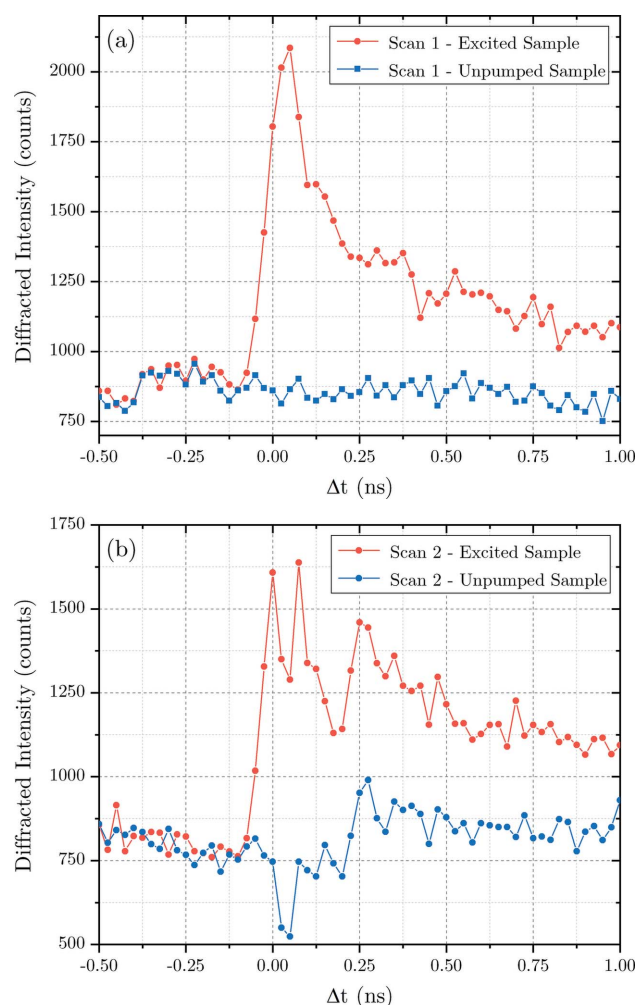 (a)
Scan 1 - Excited Sample
Scan 1 - Unpumped Sample
Diffracted Intensity (counts)
2000
1750
1500
1250
1000
750
-0.50
-0.25
0.00
0.25
0.50
0.75
1.00
Δt (ns)
(b)
Scan 2 - Excited Sample
Scan 2 - Unpumped Sample
Diffracted Intensity (counts)
1750
1500
1250
1000
750
500
-0.50
-0.25
0.00
0.25
0.50
0.75
1.00
Δt (ns)